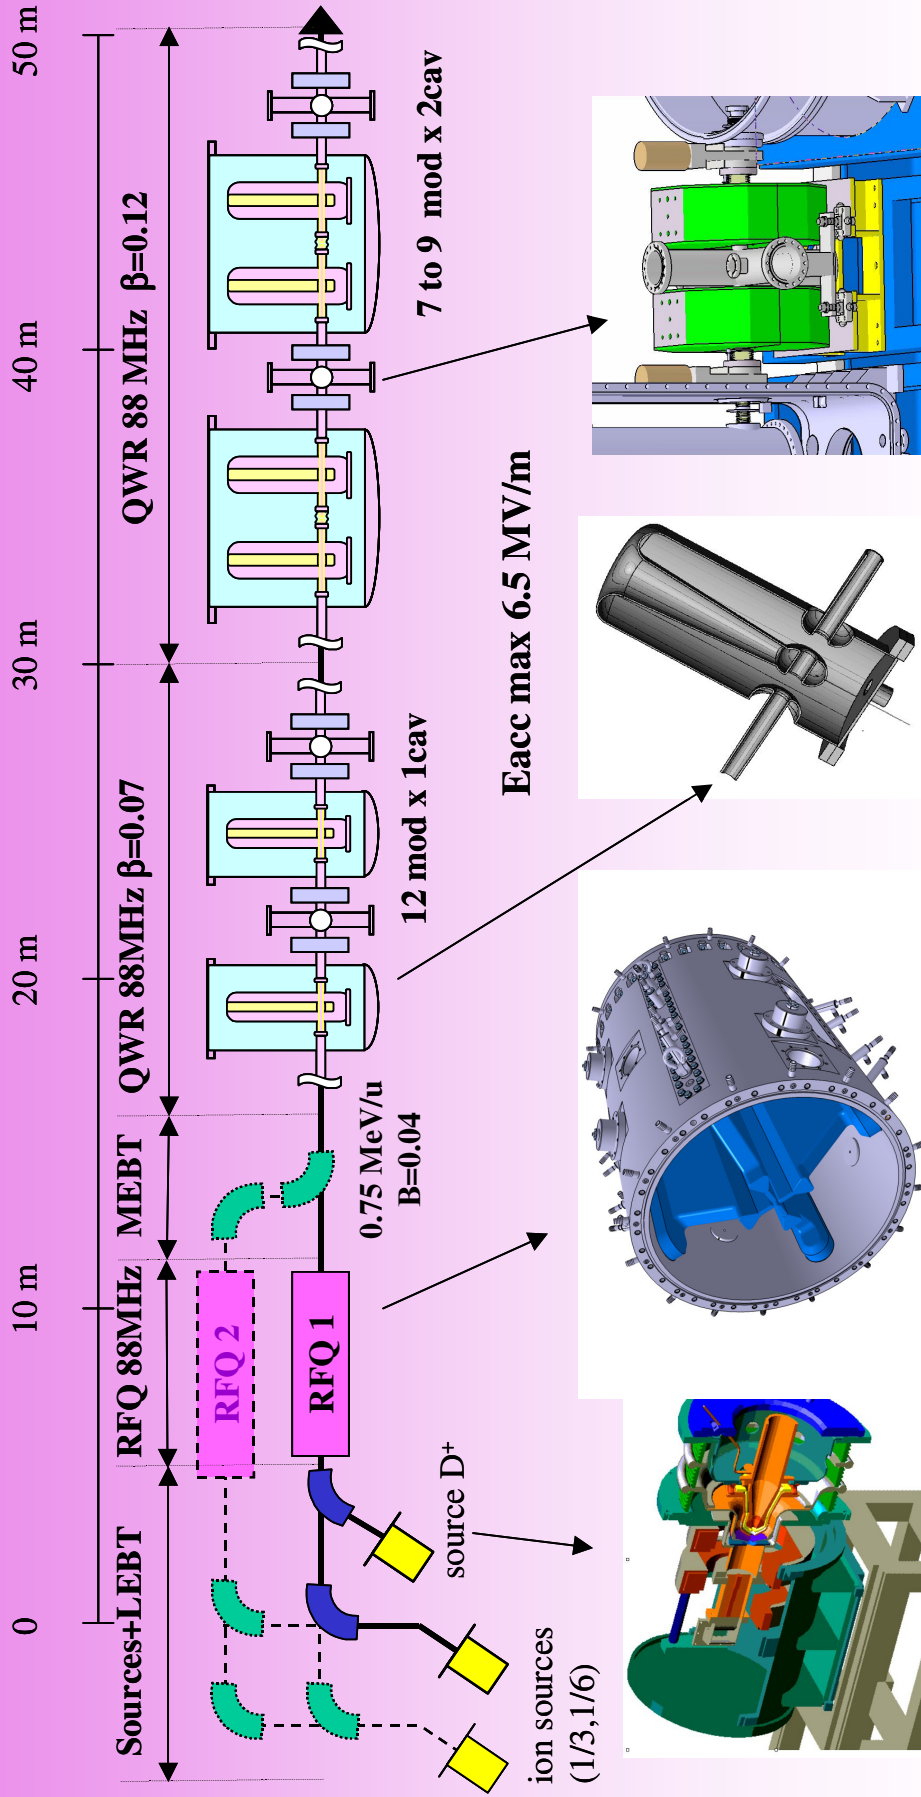 0
10 m
20 m
30 m
40 m
50 m
Sources+LEBT
RFQ 88MHz
MEBT
QWR 88MHz β=0.07
QWR 88 MHz β=0.12
RFQ 2
RFQ 1
0.75 MeV/u
B=0.04
12 mod x 1cav
7 to 9 mod x 2cav
source D+
ion sources
(1/3,1/6)
Eacc max 6.5 MV/m